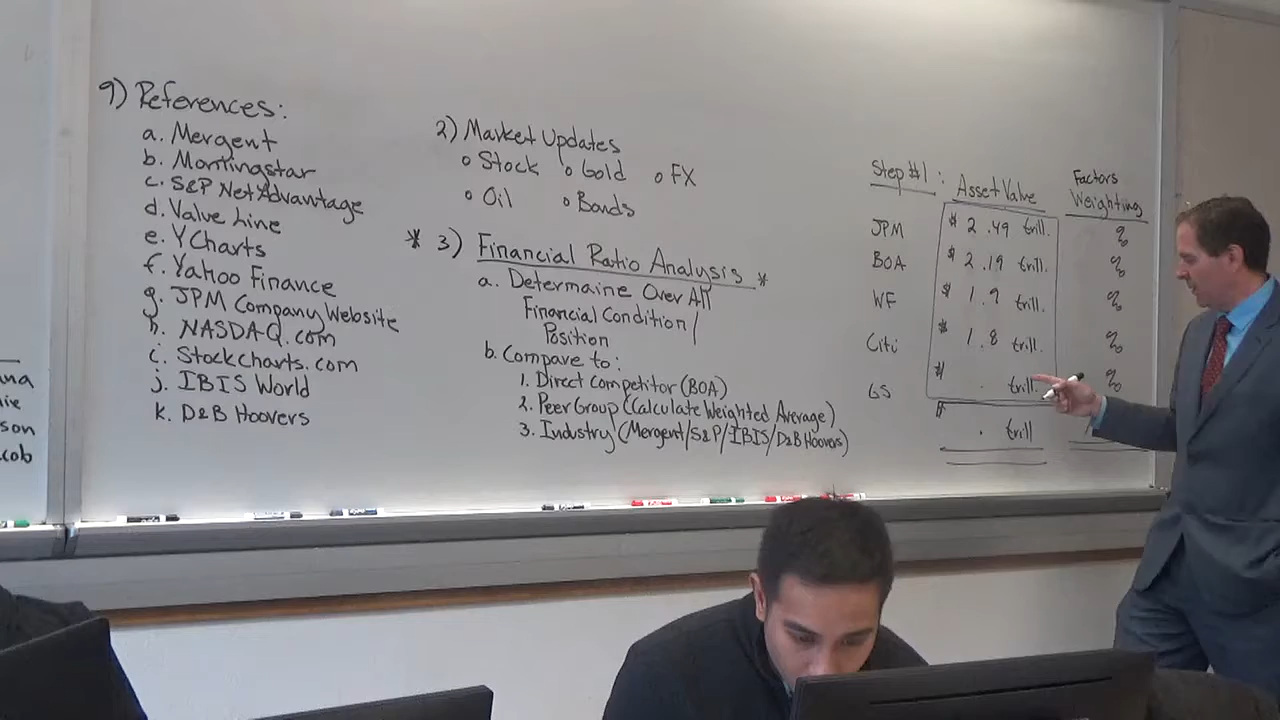 9) References:
a. Mergent
b. Morningstar
c. S&P NetAdvantage
d. Value Line
e. YCharts
f. Yahoo Finance
g. JPM Company Website
h. NASDAQ.com
i. Stockcharts.com
j. IBIS World
k. D&B Hoovers
son
cob
2) Market Updates
◦ Stock ◦ Gold ◦ FX
◦ Oil ◦ Bonds
* 3) Financial Ratio Analysis *
a. Determaine Over All
Financial Condition/
Position
b. Compare to:
1. Direct Competitor (BOA)
2. Peer Group (Calculate Weighted Average)
3. Industry (Mergent/S&P/IBIS/D&B Hoovers)
Step #1: Asset Value Factors Weighting
JPM $ 2.49 trill. %
BOA $ 2.19 trill. %
WF $ 1.9 trill. %
Citi $ 1.8 trill. %
GS $ . trill. %
$ . trill